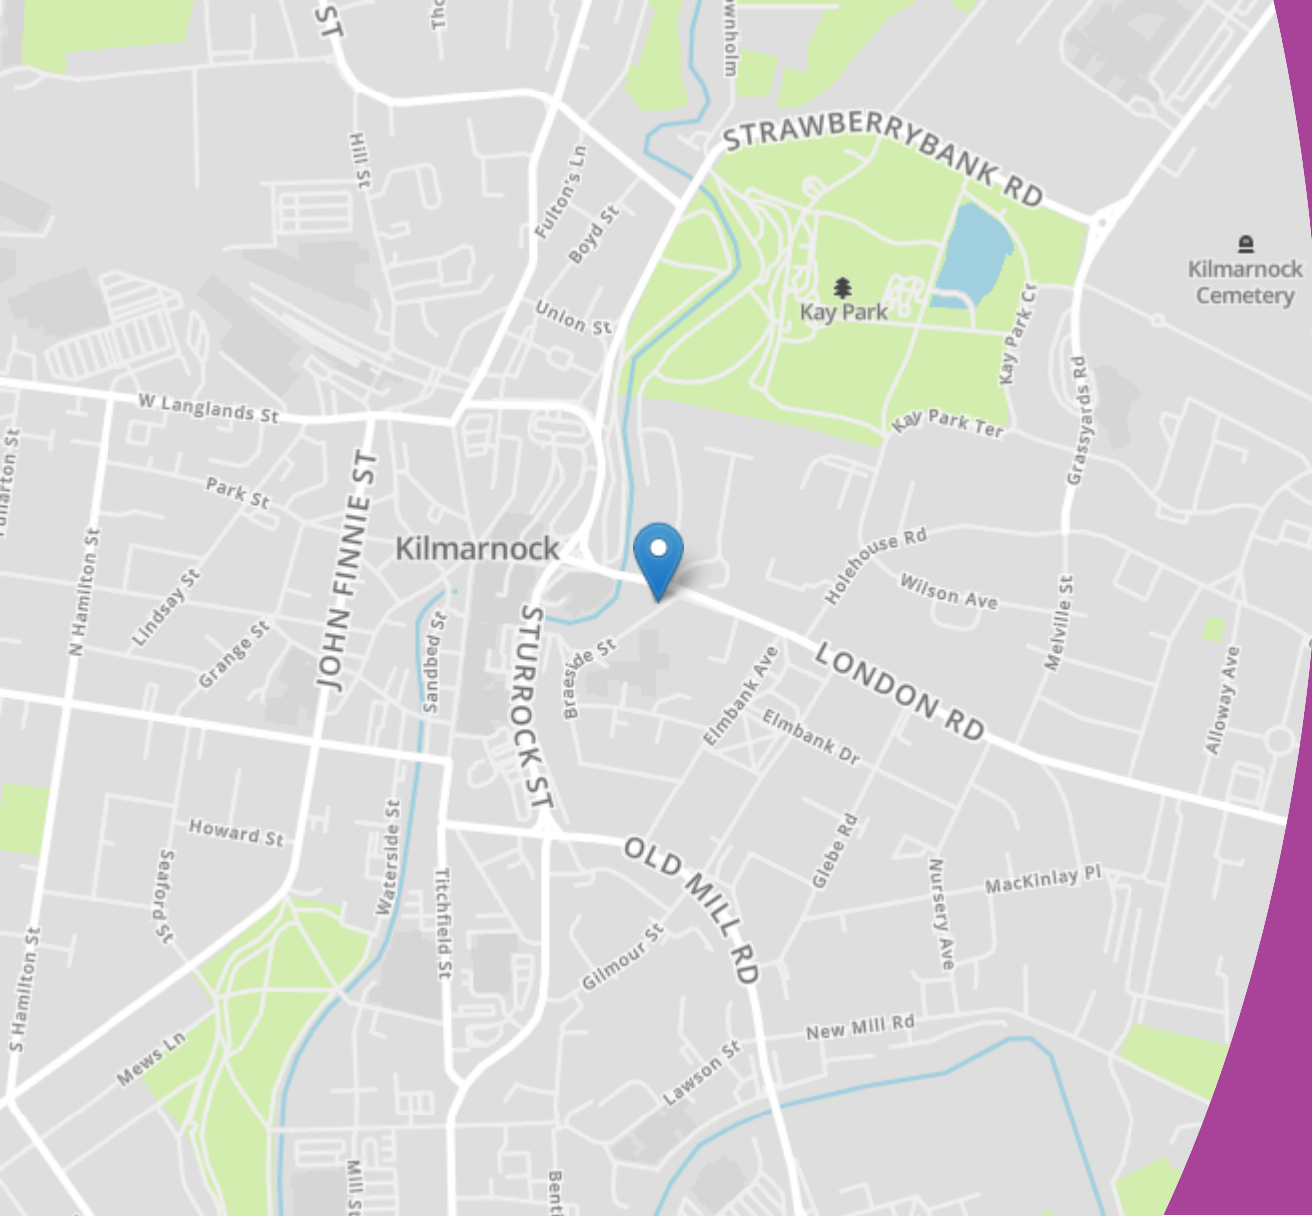 ST
ownholm
STRAWBERRYBANK RD
Hill St
Fulton's Ln
Boyd St
Kilmarnock
Cemetery
Kay Park
Union St
Kay Park Cr
Grassyards Rd
W Langlands St
Kay Park Ter
JOHN FINNIE ST
Park St
N Hamilton St
Kilmarnock
Holehouse Rd
Wilson Ave
Lindsay St
Grange St
Sandbed St
STURROCK ST
Braeside St
Melville St
LONDON RD
Elmbank Ave
Elmbank Dr
Alloway Ave
Howard St
Seaford St
Waterside St
Titchfield St
OLD MILL RD
Glebe Rd
Nursery Ave
MacKinlay Pl
Gilmour St
S Hamilton St
Mews Ln
New Mill Rd
Lawson St
Mill St
Benti